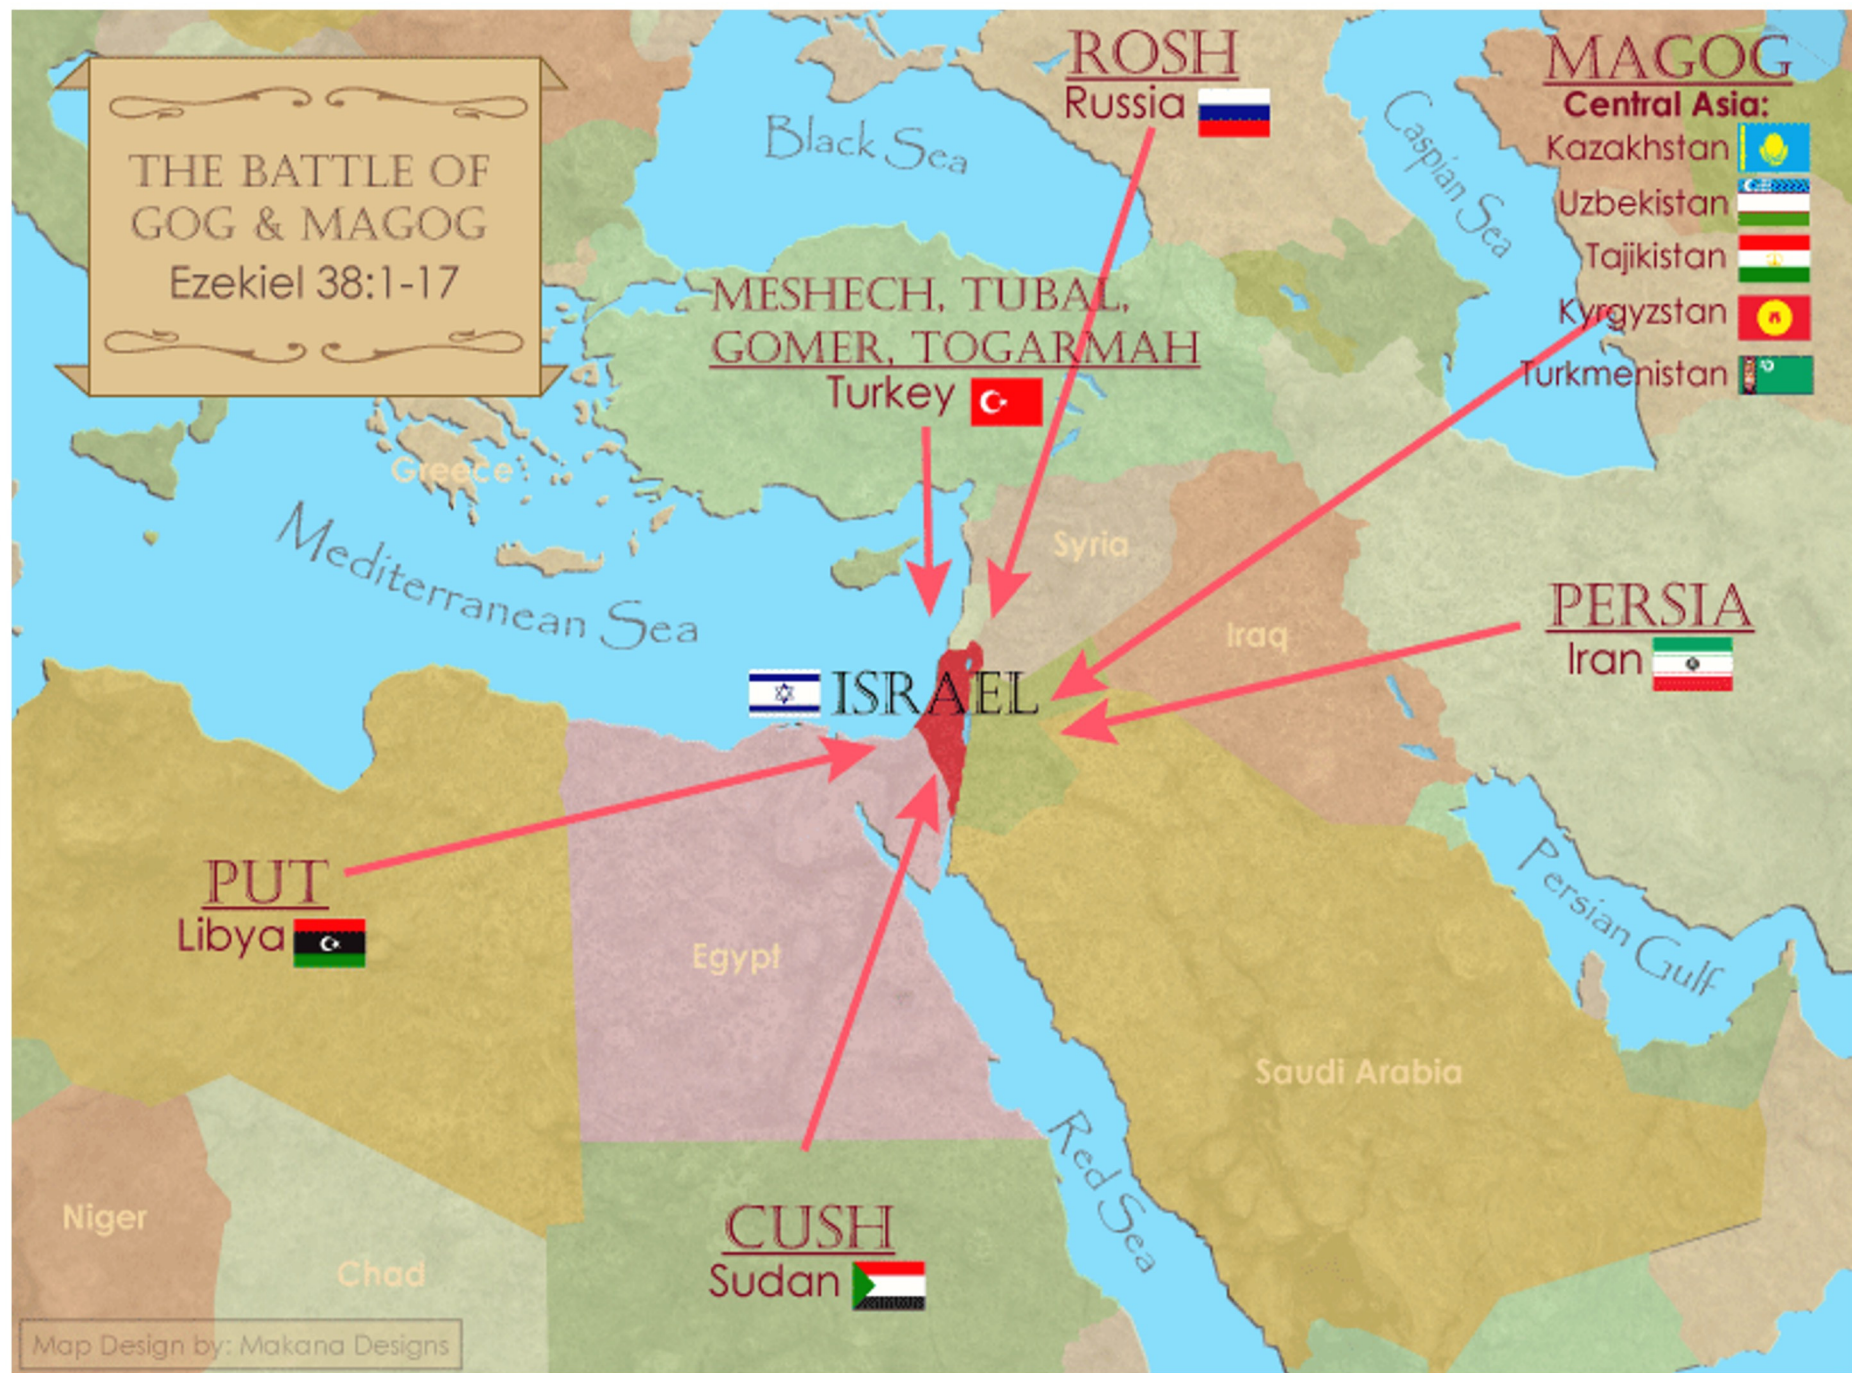 THE BATTLE OF
GOG & MAGOG
Ezekiel 38:1-17
ROSH
Russia
MAGOG
Central Asia:
Kazakhstan
Uzbekistan
Tajikistan
Kyrgyzstan
Turkmenistan
Black Sea
Caspian Sea
MESHECH, TUBAL,
GOMER, TOGARMAH
Turkey
Greece
Mediterranean Sea
Syria
Iraq
PERSIA
Iran
ISRAEL
PUT
Libya
Egypt
Persian Gulf
Saudi Arabia
Red Sea
Niger
Chad
CUSH
Sudan
Map Design by: Makana Designs